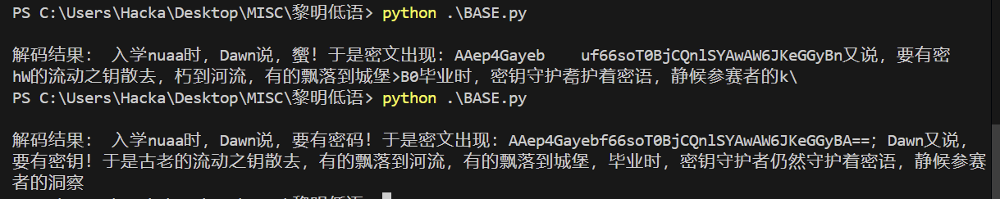 PS C:\Users\Hacka\Desktop\MISC\黎明低语> python .\BASE.py
解码结果： 入学nuaa时，Dawn说，蠁！于是密文出现：AAep4Gayeb    uf66soT0BjCQnlSYAwAW6JKeGGyBn又说，要有密
hW的流动之钥散去，朽到河流，有的飘落到城堡>B0毕业时，密钥守护耈护着密语，静候参赛者的k\
PS C:\Users\Hacka\Desktop\MISC\黎明低语> python .\BASE.py
解码结果： 入学nuaa时，Dawn说，要有密码！于是密文出现：AAep4Gayebf66soT0BjCQnlSYAwAW6JKeGGyBA==；Dawn又说，
要有密钥！于是古老的流动之钥散去，有的飘落到河流，有的飘落到城堡，毕业时，密钥守护者仍然守护着密语，静候参赛
者的洞察